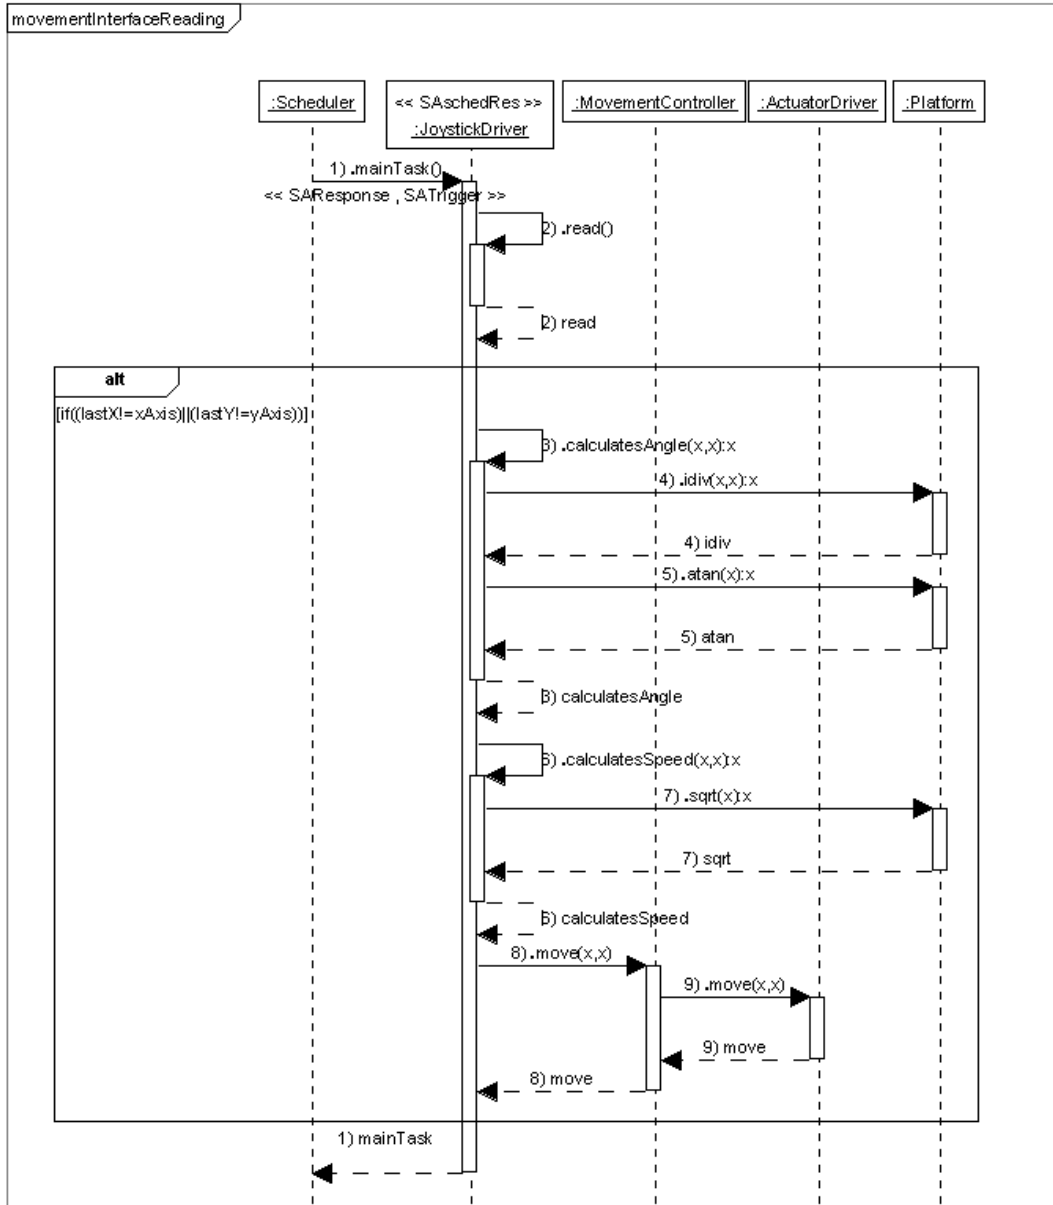 movementInterfaceReading
:Scheduler
<< SAschedRes >>
:JoystickDriver
:MovementController
:ActuatorDriver
:Platform
1) .mainTask()
<< SAResponse , SATrigger >>
2) .read()
2) read
alt
[if((lastX!=xAxis)||(lastY!=yAxis))]
3) .calculatesAngle(x,x):x
4) .idiv(x,x):x
4) idiv
5) .atan(x):x
5) atan
3) calculatesAngle
6) .calculatesSpeed(x,x):x
7) .sqrt(x):x
7) sqrt
6) calculatesSpeed
8) .move(x,x)
9) .move(x,x)
9) move
8) move
1) mainTask